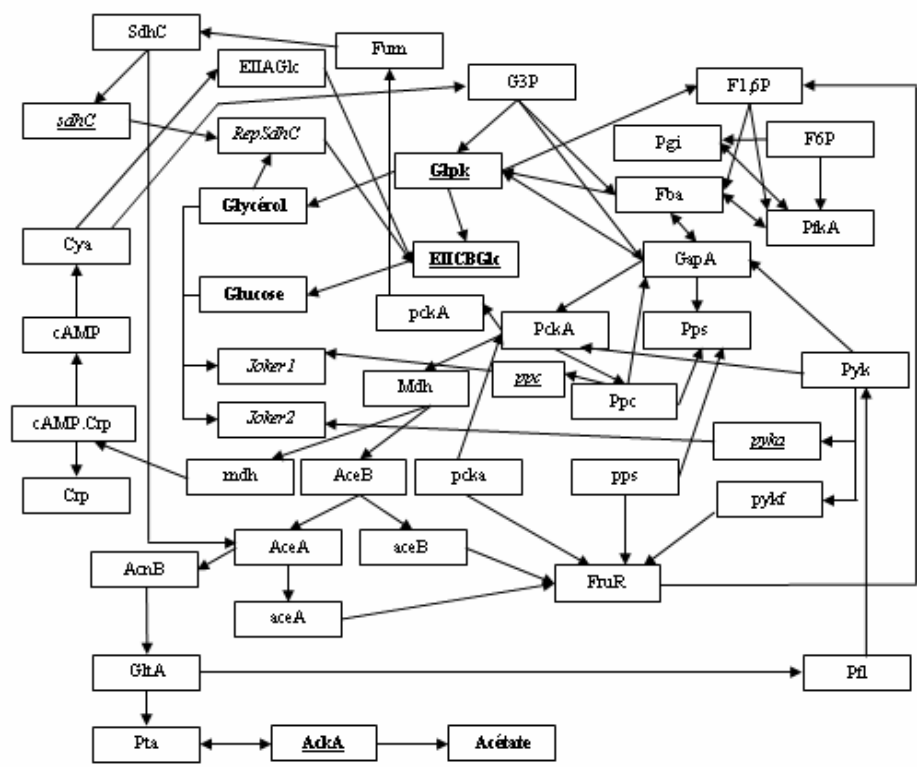 SdhC
Fum
EIIAGlc
G3P
F1,6P
sdhC
RepSdhC
Pgi
F6P
Glpk
Glycérol
Fba
PfkA
Cya
EIICBGlc
GapA
Glucose
pckA
cAMP
PckA
Pps
Joker1
ppc
Pyk
Mdh
Ppc
cAMP.Crp
Joker2
pyka
mdh
AceB
pcka
pps
Crp
pykf
AceA
aceB
AcnB
FruR
aceA
GltA
Pfl
Pta
AckA
Acétate